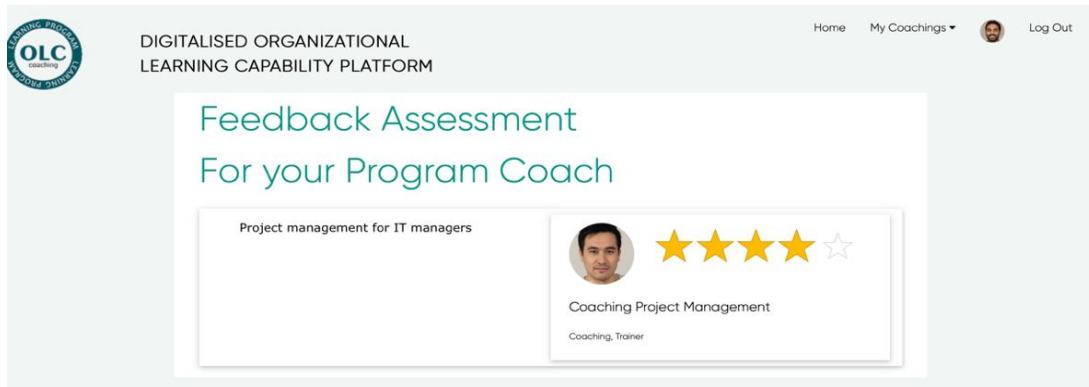 LEARNING PROGRAM
OLC
coaching
LEARNING PROGRAM
DIGITALISED ORGANIZATIONAL
LEARNING CAPABILITY PLATFORM
Home My Coachings Log Out
Feedback Assessment
For your Program Coach
Project management for IT managers
Coaching Project Management
Coaching, Trainer